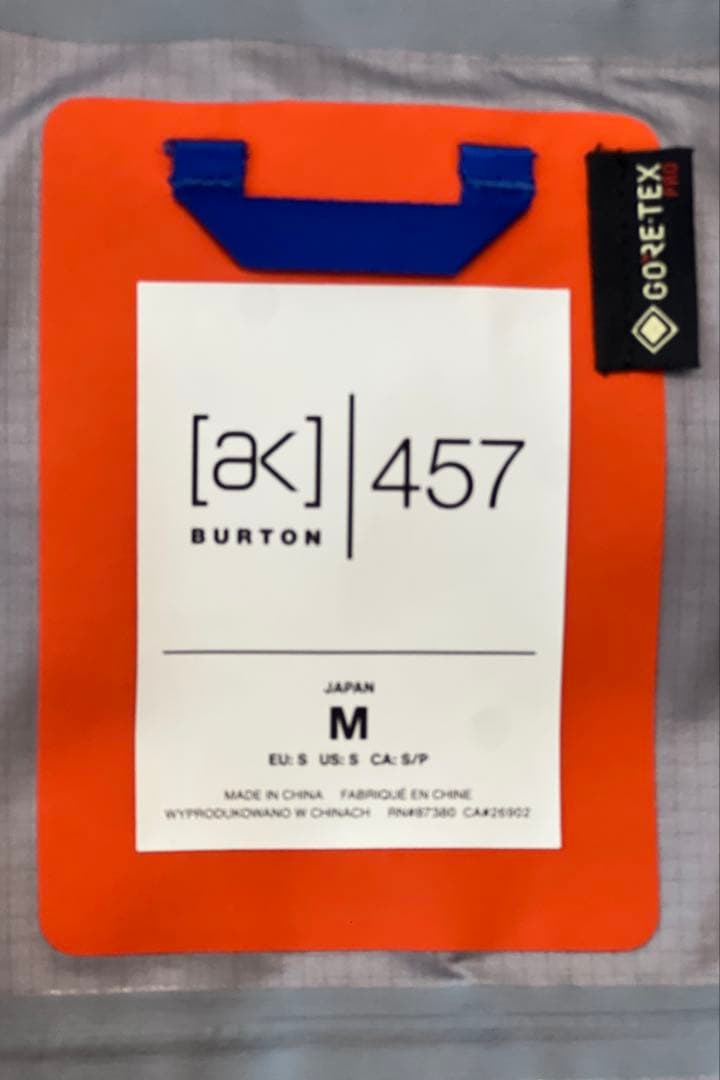 GORE-TEX
PRO
[ak] 457
BURTON
JAPAN
M
EU: S US: S CA: S/P
MADE IN CHINA FABRIQUÉ EN CHINE
WYPRODUKOWANO W CHINACH RN#87380 CA#26902